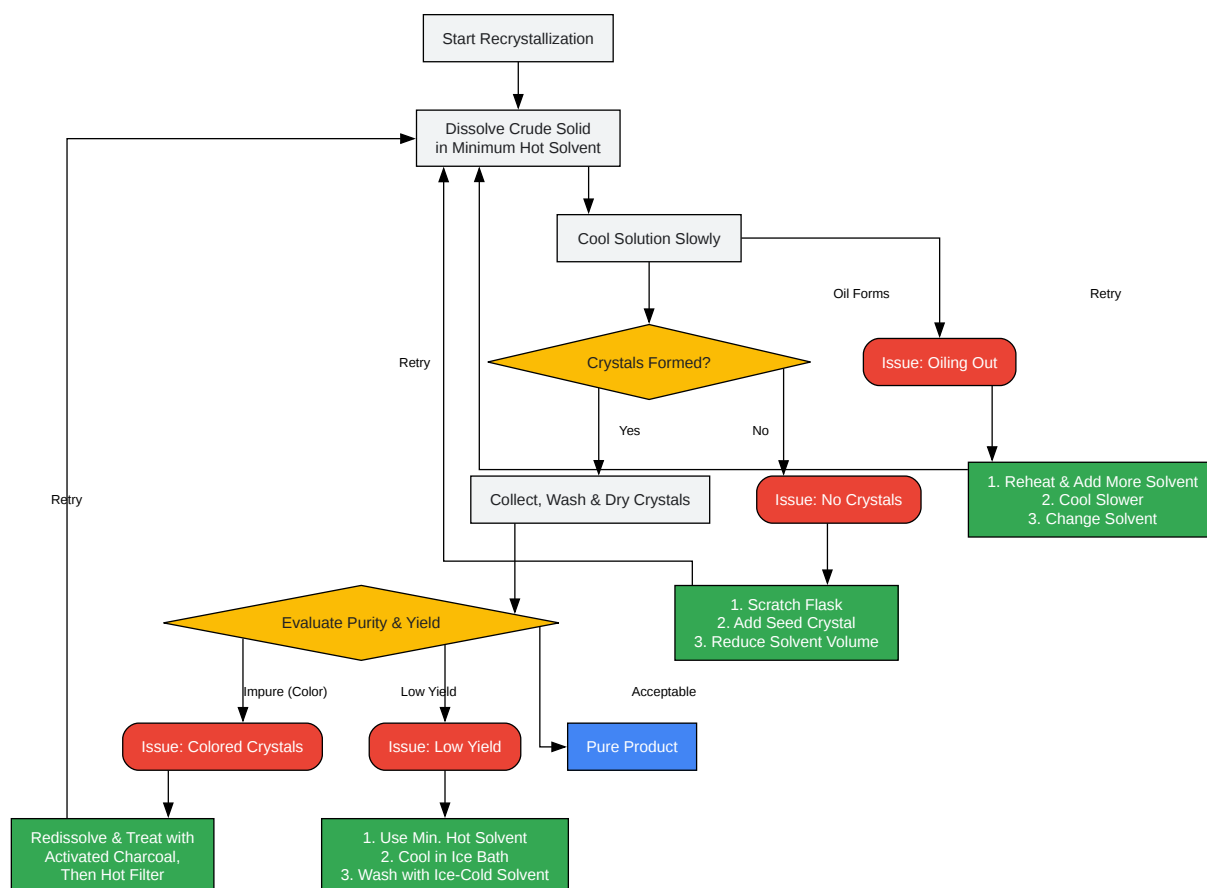 Start Recrystallization
Dissolve Crude Solid
in Minimum Hot Solvent
Cool Solution Slowly
Oil Forms
Retry
Retry
Crystals Formed?
Issue: Oiling Out
Yes
No
Retry
Collect, Wash & Dry Crystals
Issue: No Crystals
1. Reheat & Add More Solvent
2. Cool Slower
3. Change Solvent
Evaluate Purity & Yield
1. Scratch Flask
2. Add Seed Crystal
3. Reduce Solvent Volume
Impure (Color)
Low Yield
Acceptable
Issue: Colored Crystals
Issue: Low Yield
Pure Product
Redissolve & Treat with
Activated Charcoal,
Then Hot Filter
1. Use Min. Hot Solvent
2. Cool in Ice Bath
3. Wash with Ice-Cold Solvent